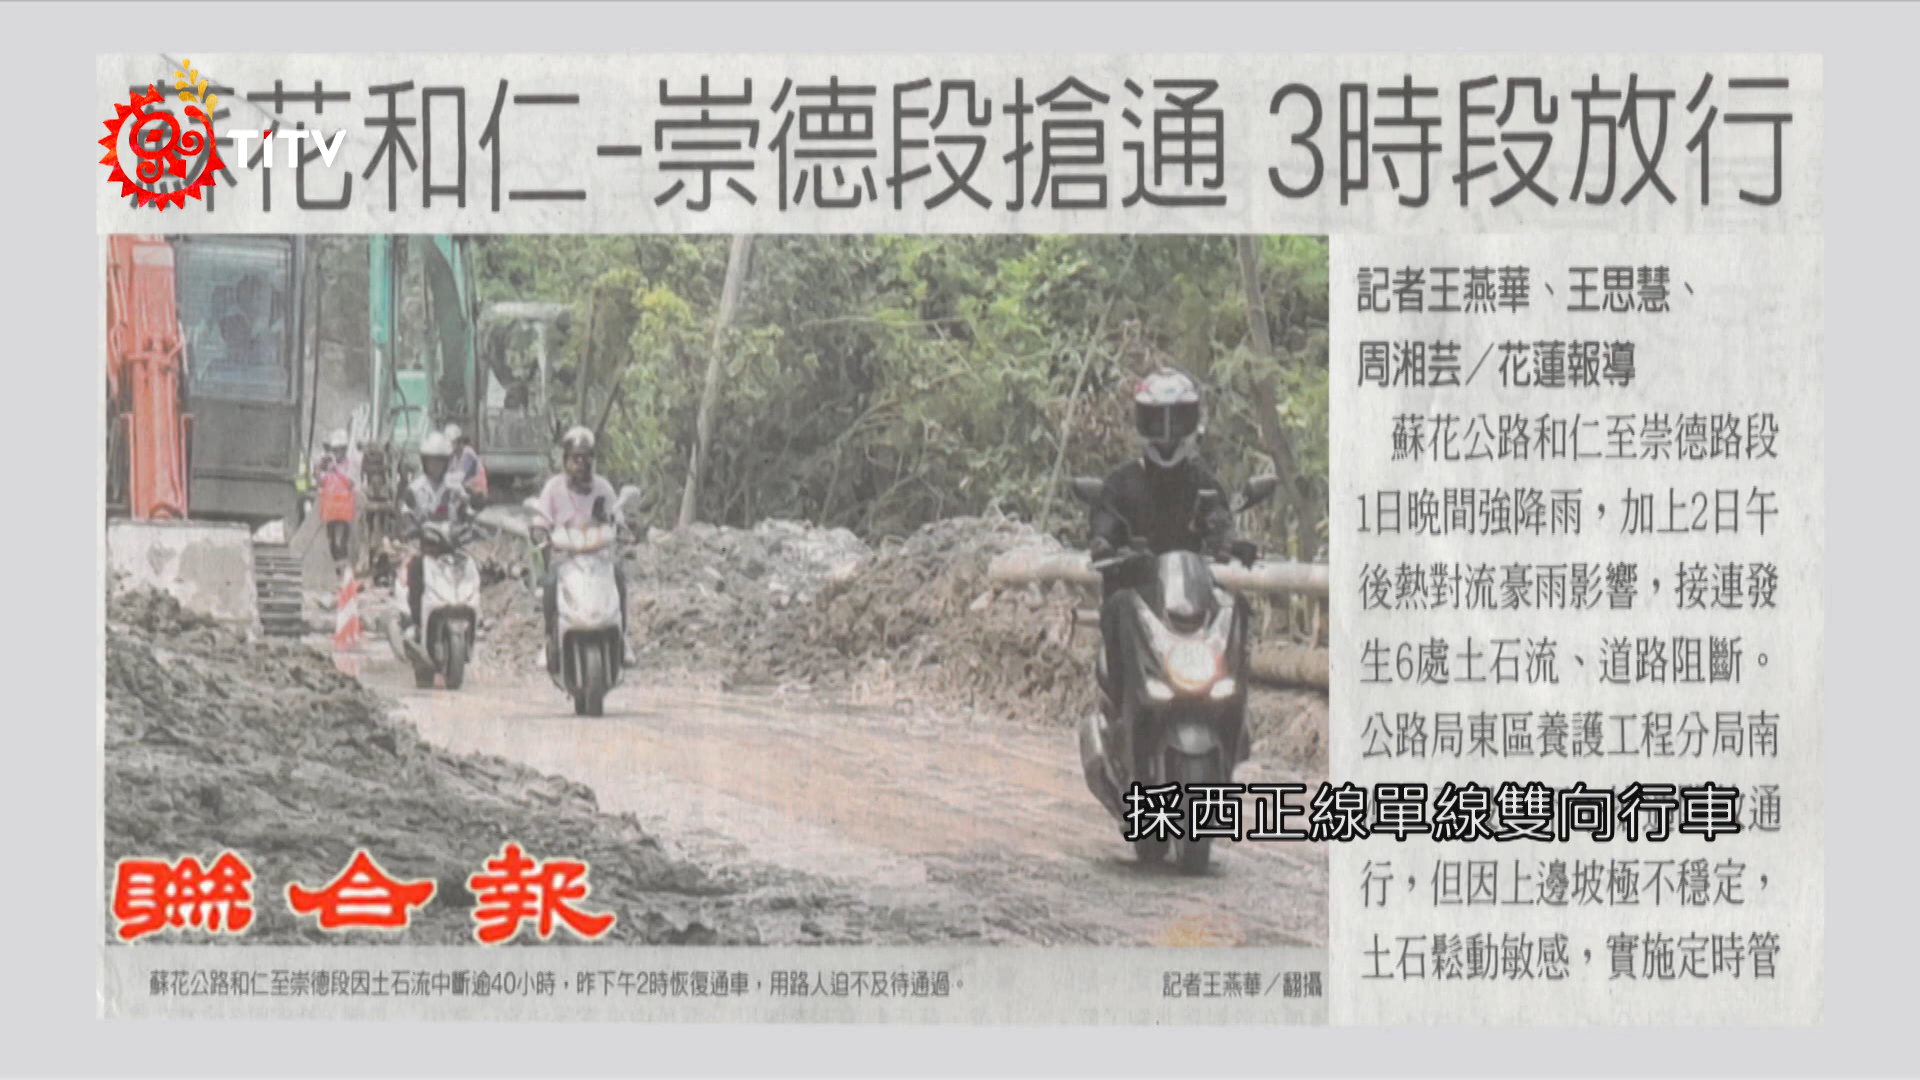 蘇花和仁-崇德段搶通 3時段放行
TITV
記者王燕華、王思慧、
周湘芸／花蓮報導
蘇花公路和仁至崇德路段
1日晚間強降雨，加上2日午
後熱對流豪雨影響，接連發
生6處土石流、道路阻斷。
公路局東區養護工程分局南
通
採西正線單線雙向行車
行，但因上邊坡極不穩定，
土石鬆動敏感，實施定時管
聯合報
蘇花公路和仁至崇德段因土石流中斷逾40小時，昨下午2時恢復通車，用路人迫不及待通過。
記者王燕華／翻攝